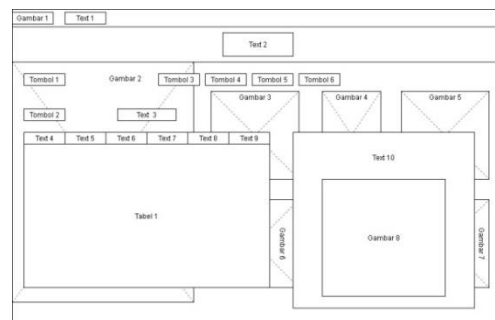 Gambar 1
Text 1
Text 2
Tombol 1
Gambar 2
Tombol 3
Tombol 4
Tombol 5
Tombol 6
Gambar 3
Gambar 4
Gambar 5
Tombol 2
Text 3
Text 4
Text 5
Text 6
Text 7
Text 8
Text 9
Text 10
Tabel 1
Gambar 6
Gambar 8
Gambar 7